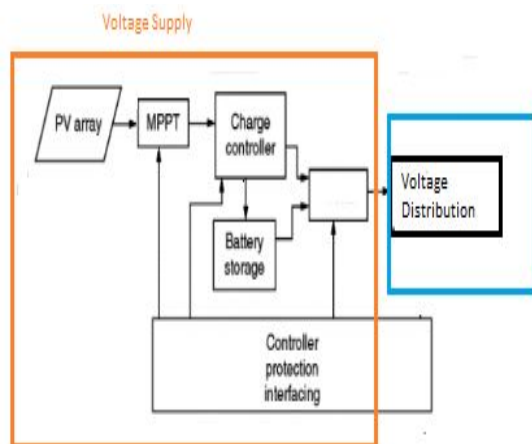 Voltage Supply
PV array
MPPT
Charge
controller
Battery
storage
Voltage
Distribution
Controller
protection
interfacing